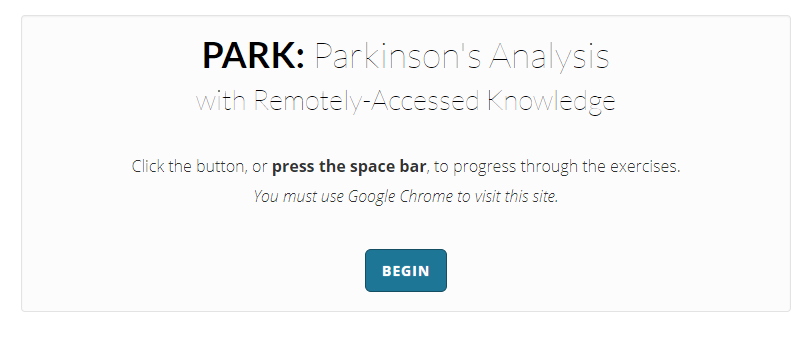 PARK: Parkinson's Analysis
with Remotely-Accessed Knowledge
Click the button, or press the space bar, to progress through the exercises.
You must use Google Chrome to visit this site.
BEGIN